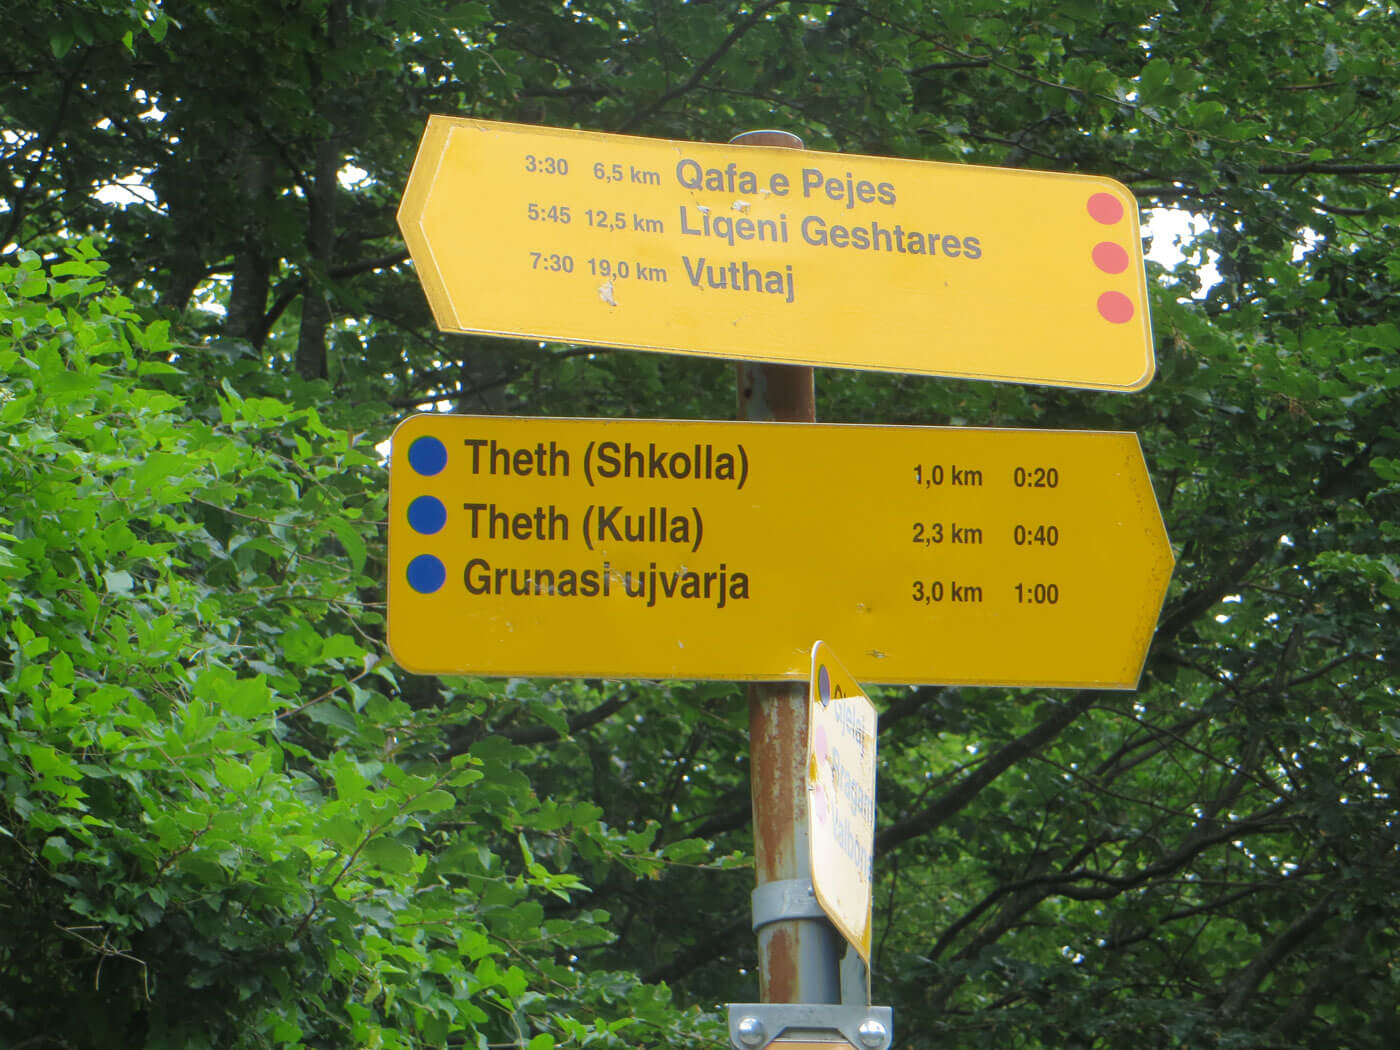 3:30 6,5 km Qafa e Pejes
5:45 12,5 km Liqeni Geshtares
7:30 19,0 km Vuthaj
Theth (Shkolla) 1,0 km 0:20
Theth (Kulla) 2,3 km 0:40
Grunasi ujvarja 3,0 km 1:00